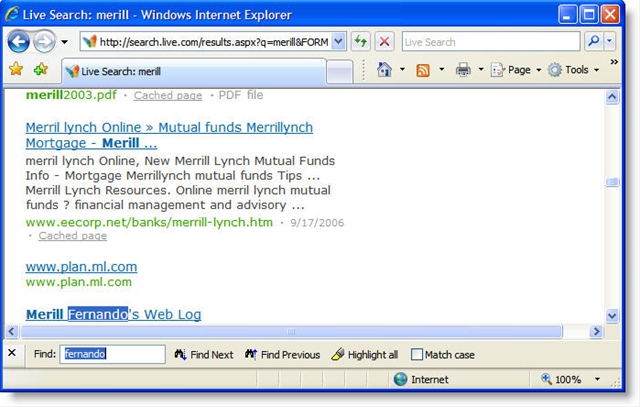 Live Search: merill - Windows Internet Explorer
http://search.live.com/results.aspx?q=merill&FORM
Live Search
Live Search: merill
Page
Tools
»
merill2003.pdf · Cached page · PDF file
Merril lynch Online » Mutual funds Merrillynch
Mortgage - Merill ...
merril lynch Online, New Merrill Lynch Mutual Funds
Info - Mortgage Merrillynch mutual funds Tips ...
Merrill Lynch Resources. Online merril lynch mutual
funds ? financial management and advisory ...
www.eecorp.net/banks/merrill-lynch.htm · 9/17/2006
· Cached page
www.plan.ml.com
www.plan.ml.com
Merill Fernando's Web Log
Find: fernando Find Next Find Previous Highlight all Match case
Internet 100%